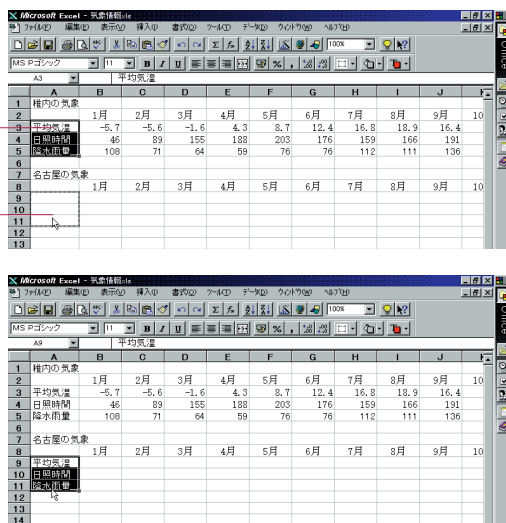 Microsoft Excel - 気象情報.xls
ファイル(F) 編集(E) 表示(V) 挿入(I) 書式(O) ツール(T) データ(D) ウィンドウ(W) ヘルプ(H)
100%
MS Pゴシック 11 B I U
A3 平均気温
A B C D E F G H I J
1 稚内の気象
2 1月 2月 3月 4月 5月 6月 7月 8月 9月 10
3 平均気温 -5.7 -5.6 -1.6 4.3 8.7 12.4 16.8 18.9 16.4
4 日照時間 46 89 155 188 203 176 159 166 191
5 降水雨量 108 71 64 59 76 76 112 111 136
6
7 名古屋の気象
8 1月 2月 3月 4月 5月 6月 7月 8月 9月 10
9
10
11
12
13
Office
Microsoft Excel - 気象情報.xls
ファイル(F) 編集(E) 表示(V) 挿入(I) 書式(O) ツール(T) データ(D) ウィンドウ(W) ヘルプ(H)
100%
MS Pゴシック 11 B I U
A9 平均気温
A B C D E F G H I J
1 稚内の気象
2 1月 2月 3月 4月 5月 6月 7月 8月 9月 10
3 平均気温 -5.7 -5.6 -1.6 4.3 8.7 12.4 16.8 18.9 16.4
4 日照時間 46 89 155 188 203 176 159 166 191
5 降水雨量 108 71 64 59 76 76 112 111 136
6
7 名古屋の気象
8 1月 2月 3月 4月 5月 6月 7月 8月 9月 10
9 平均気温
10 日照時間
11 降水雨量
12
13
14
Office